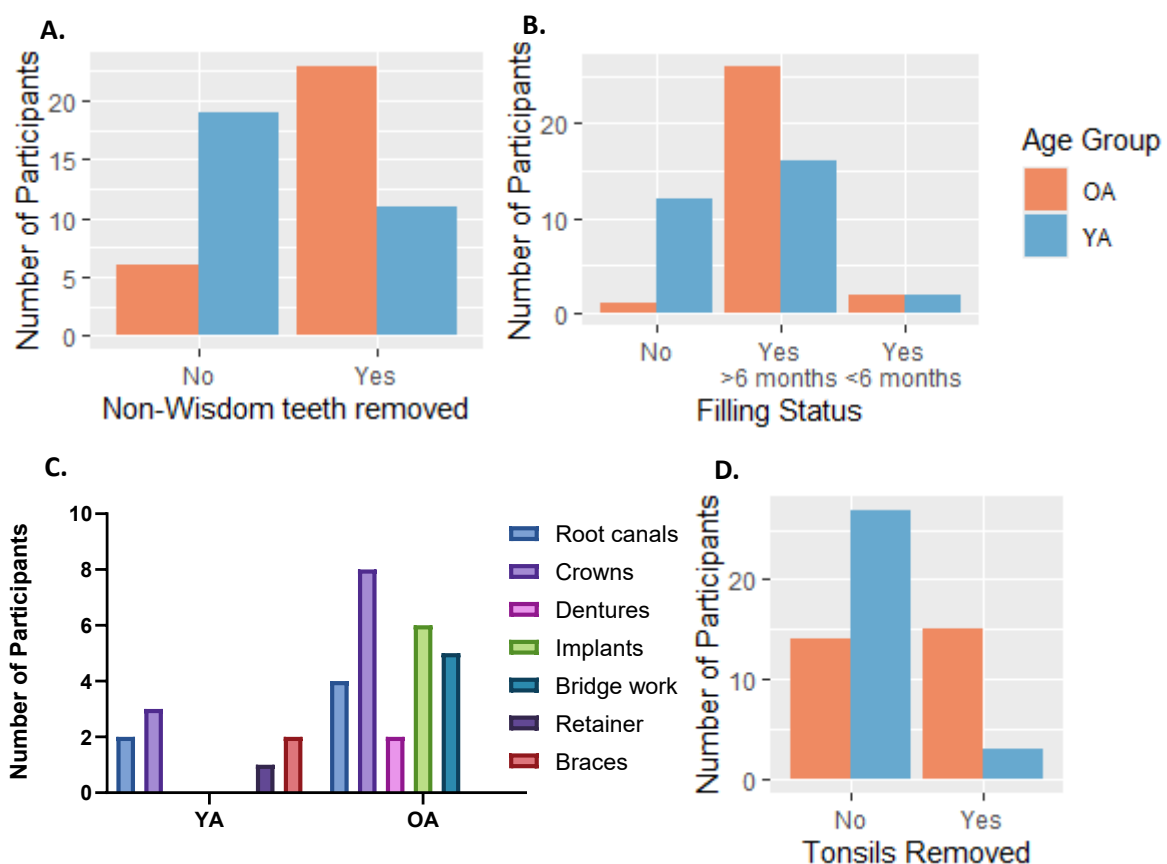 A.
Number of Participants
20
15
10
5
0
No Yes
Non-Wisdom teeth removed
B.
Number of Participants
20
10
0
No Yes Yes
>6 months <6 months
Filling Status
Age Group
OA
YA
C.
Number of Participants
10
8
6
4
2
0
YA OA
Root canals
Crowns
Dentures
Implants
Bridge work
Retainer
Braces
D.
Number of Participants
20
10
0
No Yes
Tonsils Removed